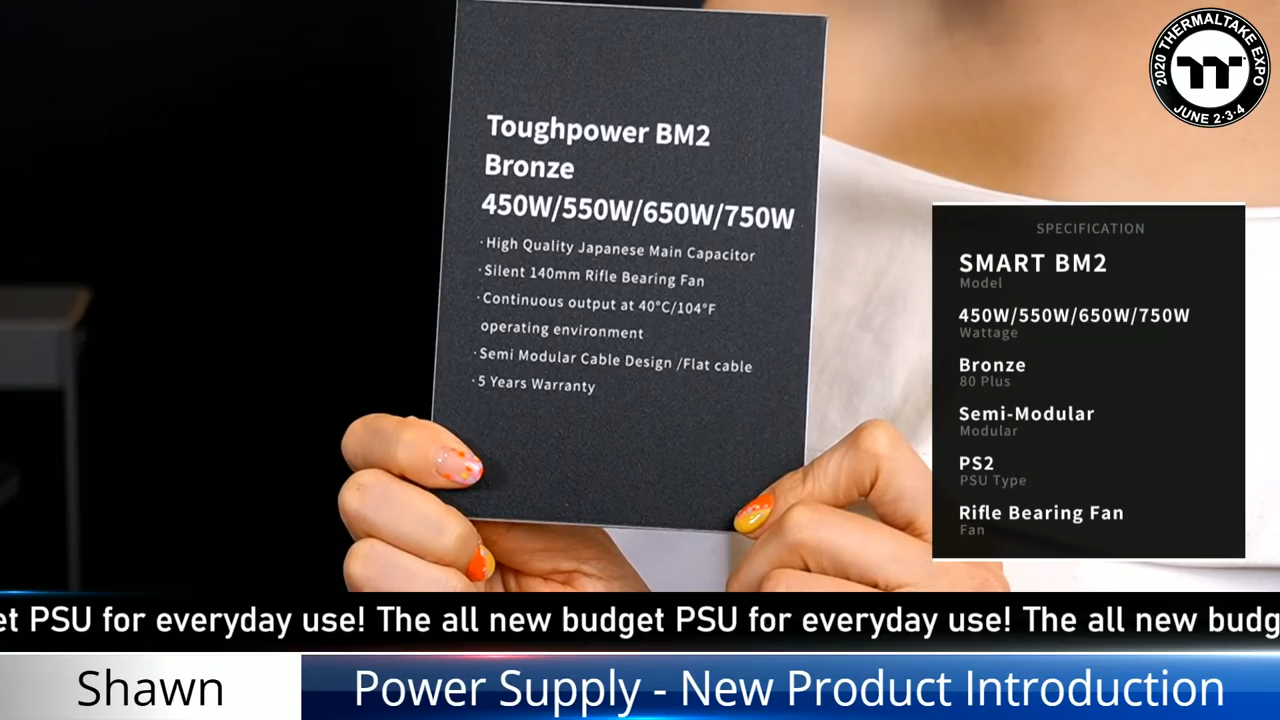 Toughpower BM2
Bronze
450W/550W/650W/750W
·High Quality Japanese Main Capacitor
·Silent 140mm Rifle Bearing Fan
·Continuous output at 40°C/104°F
operating environment
·Semi Modular Cable Design /Flat cable
·5 Years Warranty
2020 THERMALTAKE EXPO
JUNE 2·3·4
SPECIFICATION
SMART BM2
Model
450W/550W/650W/750W
Wattage
Bronze
80 Plus
Semi-Modular
Modular
PS2
PSU Type
Rifle Bearing Fan
Fan
et PSU for everyday use! The all new budget PSU for everyday use! The all new budg
Shawn
Power Supply - New Product Introduction